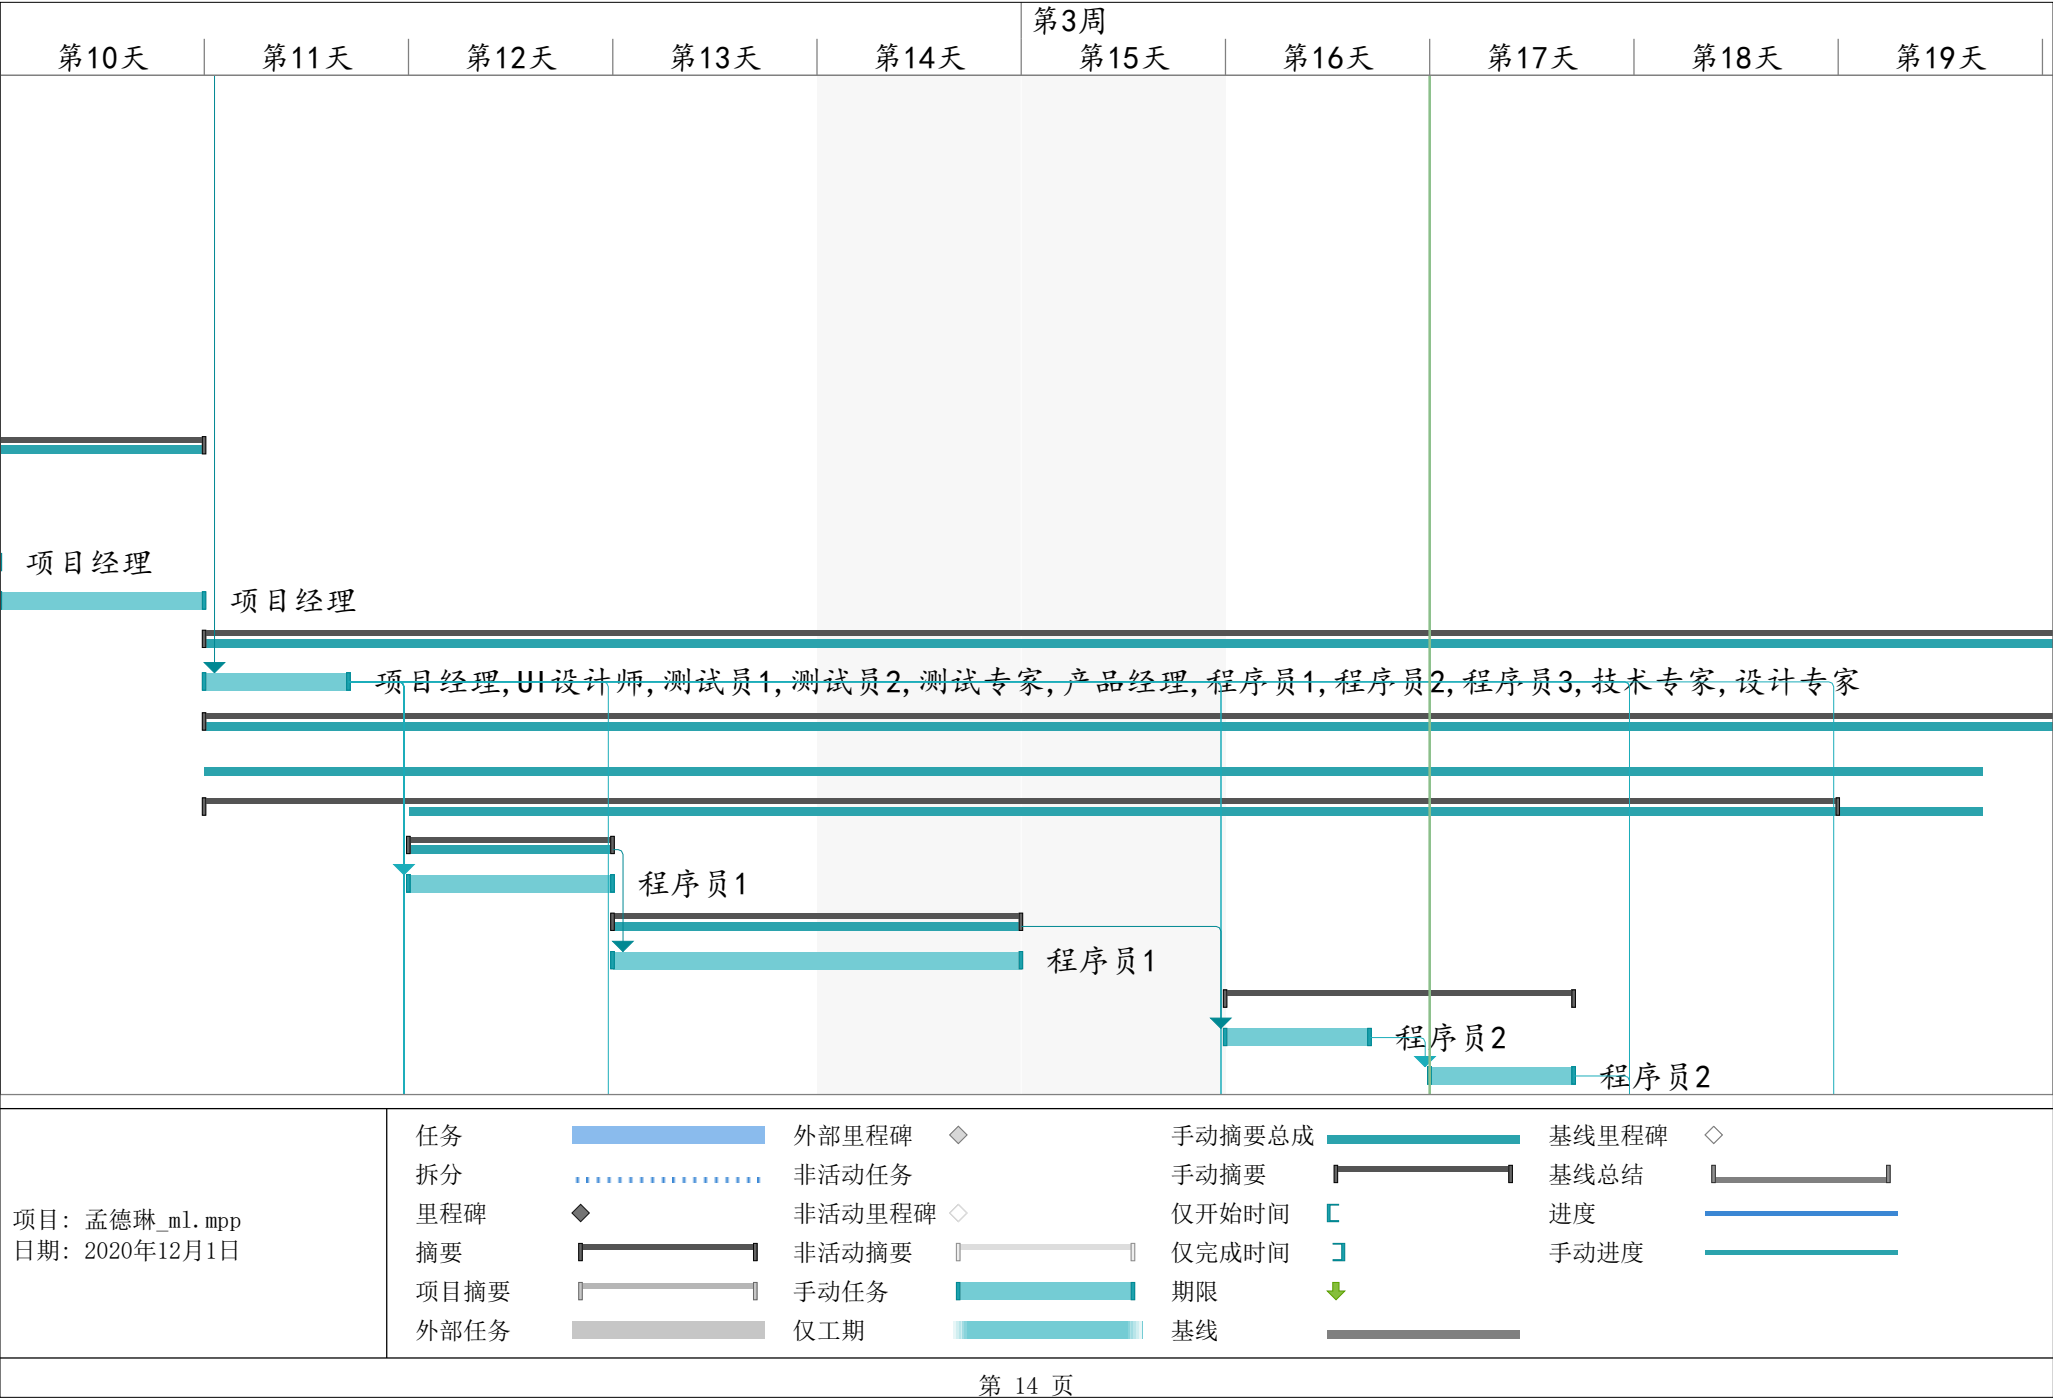 第3周
第10天 第11天 第12天 第13天 第14天 第15天 第16天 第17天 第18天 第19天
项目经理
项目经理
项目经理,UI设计师,测试员1,测试员2,测试专家,产品经理,程序员1,程序员2,程序员3,技术专家,设计专家
程序员1
程序员1
程序员2
程序员2
项目: 孟德琳_ml.mpp
日期: 2020年12月1日
任务
拆分
里程碑
摘要
项目摘要
外部任务
外部里程碑
非活动任务
非活动里程碑
非活动摘要
手动任务
仅工期
手动摘要总成
手动摘要
仅开始时间
仅完成时间
期限
基线
基线里程碑
基线总结
进度
手动进度
第 14 页